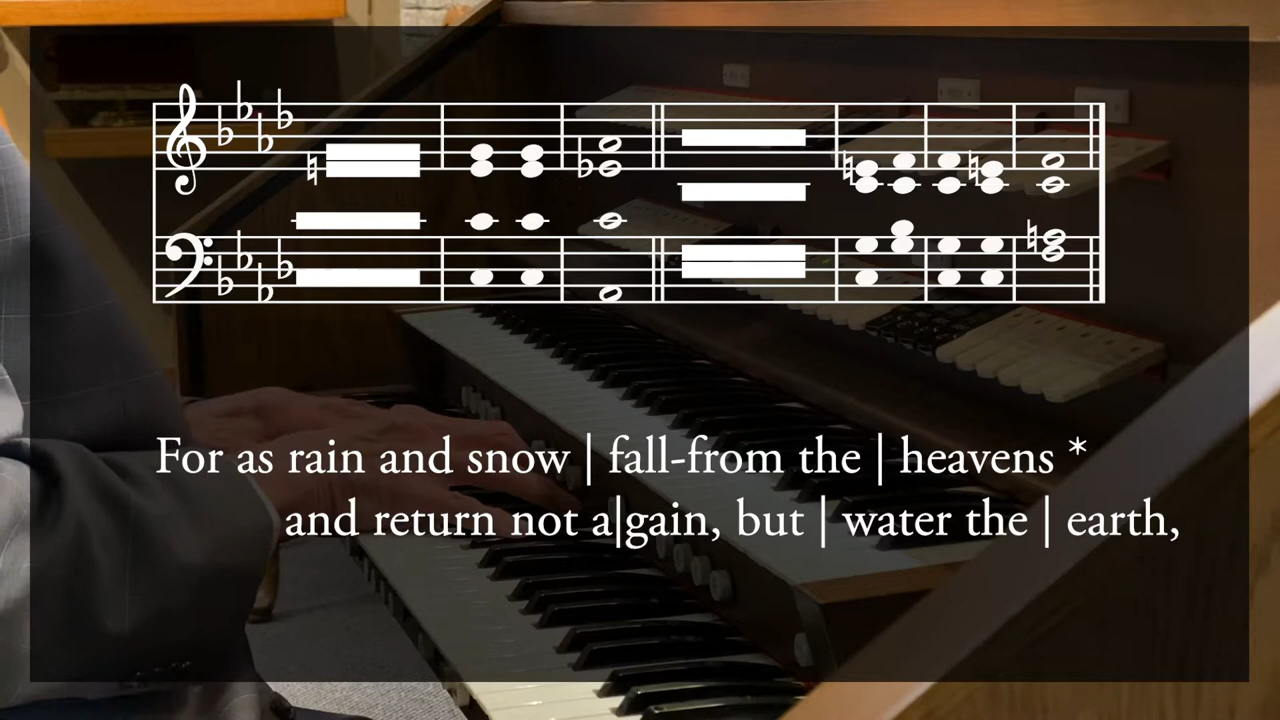 For as rain and snow | fall-from the | heavens *
and return not a|gain, but | water the | earth,